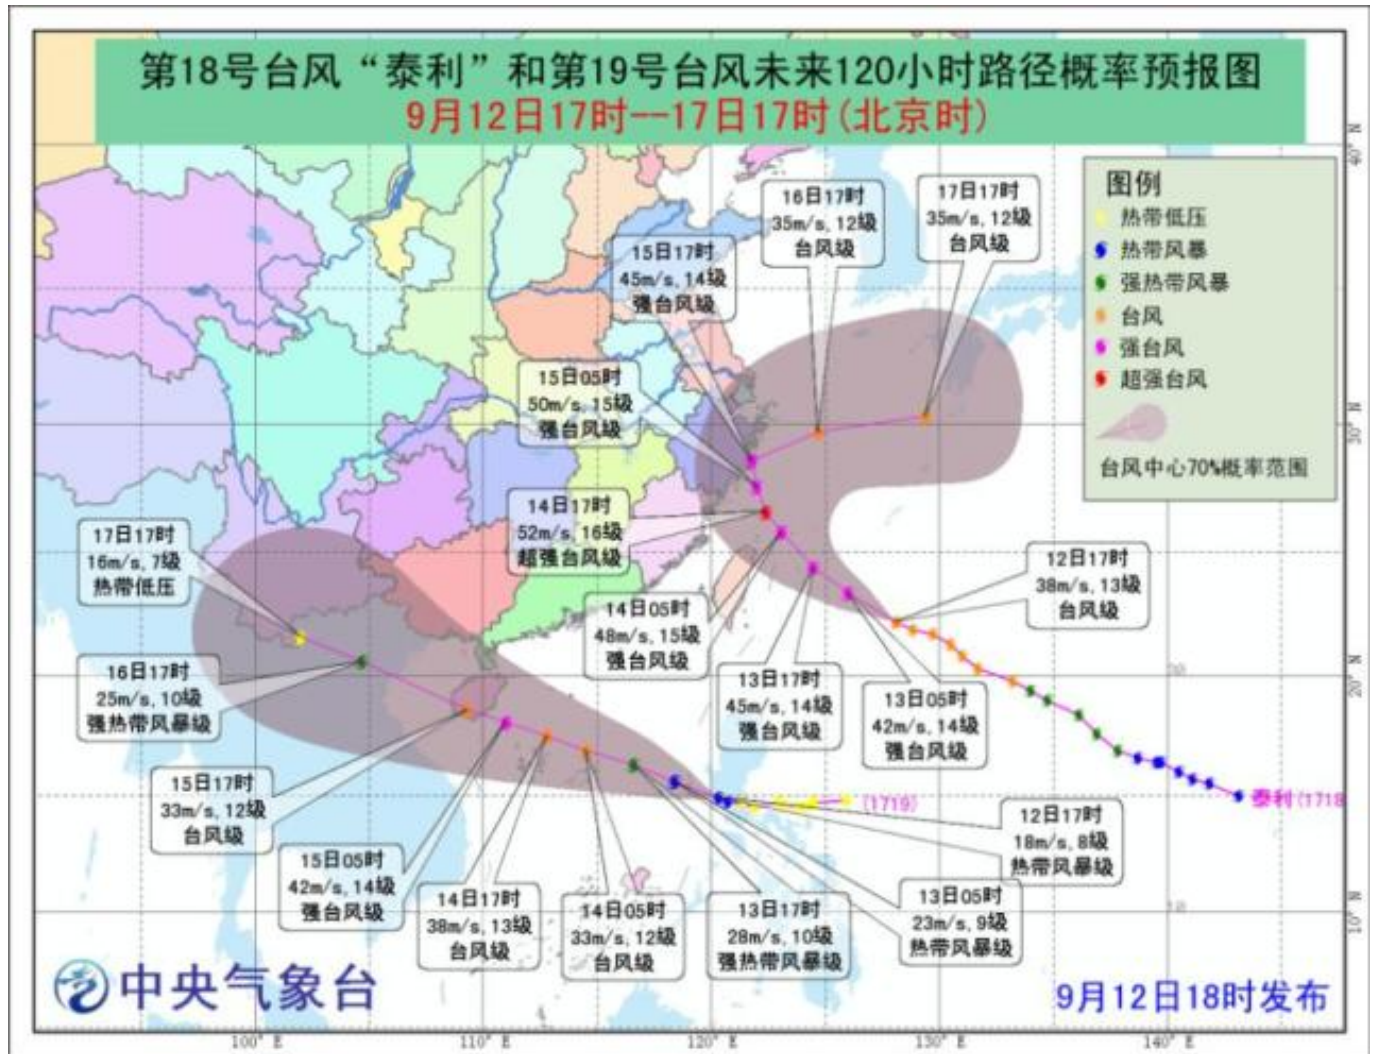 第18号台风“泰利”和第19号台风未来120小时路径概率预报图
9月12日17时--17日17时(北京时)
图例
热带低压
热带风暴
强热带风暴
台风
强台风
超强台风
台风中心70%概率范围
17日17时
35m/s,12级
台风级
16日17时
35m/s,12级
台风级
15日17时
45m/s,14级
强台风级
15日05时
50m/s,15级
强台风级
14日17时
52m/s,16级
超强台风级
14日05时
48m/s,15级
强台风级
13日17时
45m/s,14级
强台风级
13日05时
42m/s,14级
强台风级
12日17时
38m/s,13级
台风级
泰利(1718
17日17时
16m/s,7级
热带低压
16日17时
25m/s,10级
强热带风暴级
15日17时
33m/s,12级
台风级
15日05时
42m/s,14级
强台风级
14日17时
38m/s,13级
台风级
14日05时
33m/s,12级
台风级
13日17时
28m/s,10级
强热带风暴级
13日05时
23m/s,9级
热带风暴级
12日17时
18m/s,8级
热带风暴级
(1719)
40° N
30° N
20° N
10° N
20
10
中央气象台
9月12日18时发布
100° E
110° E
120° E
130° E
140° E